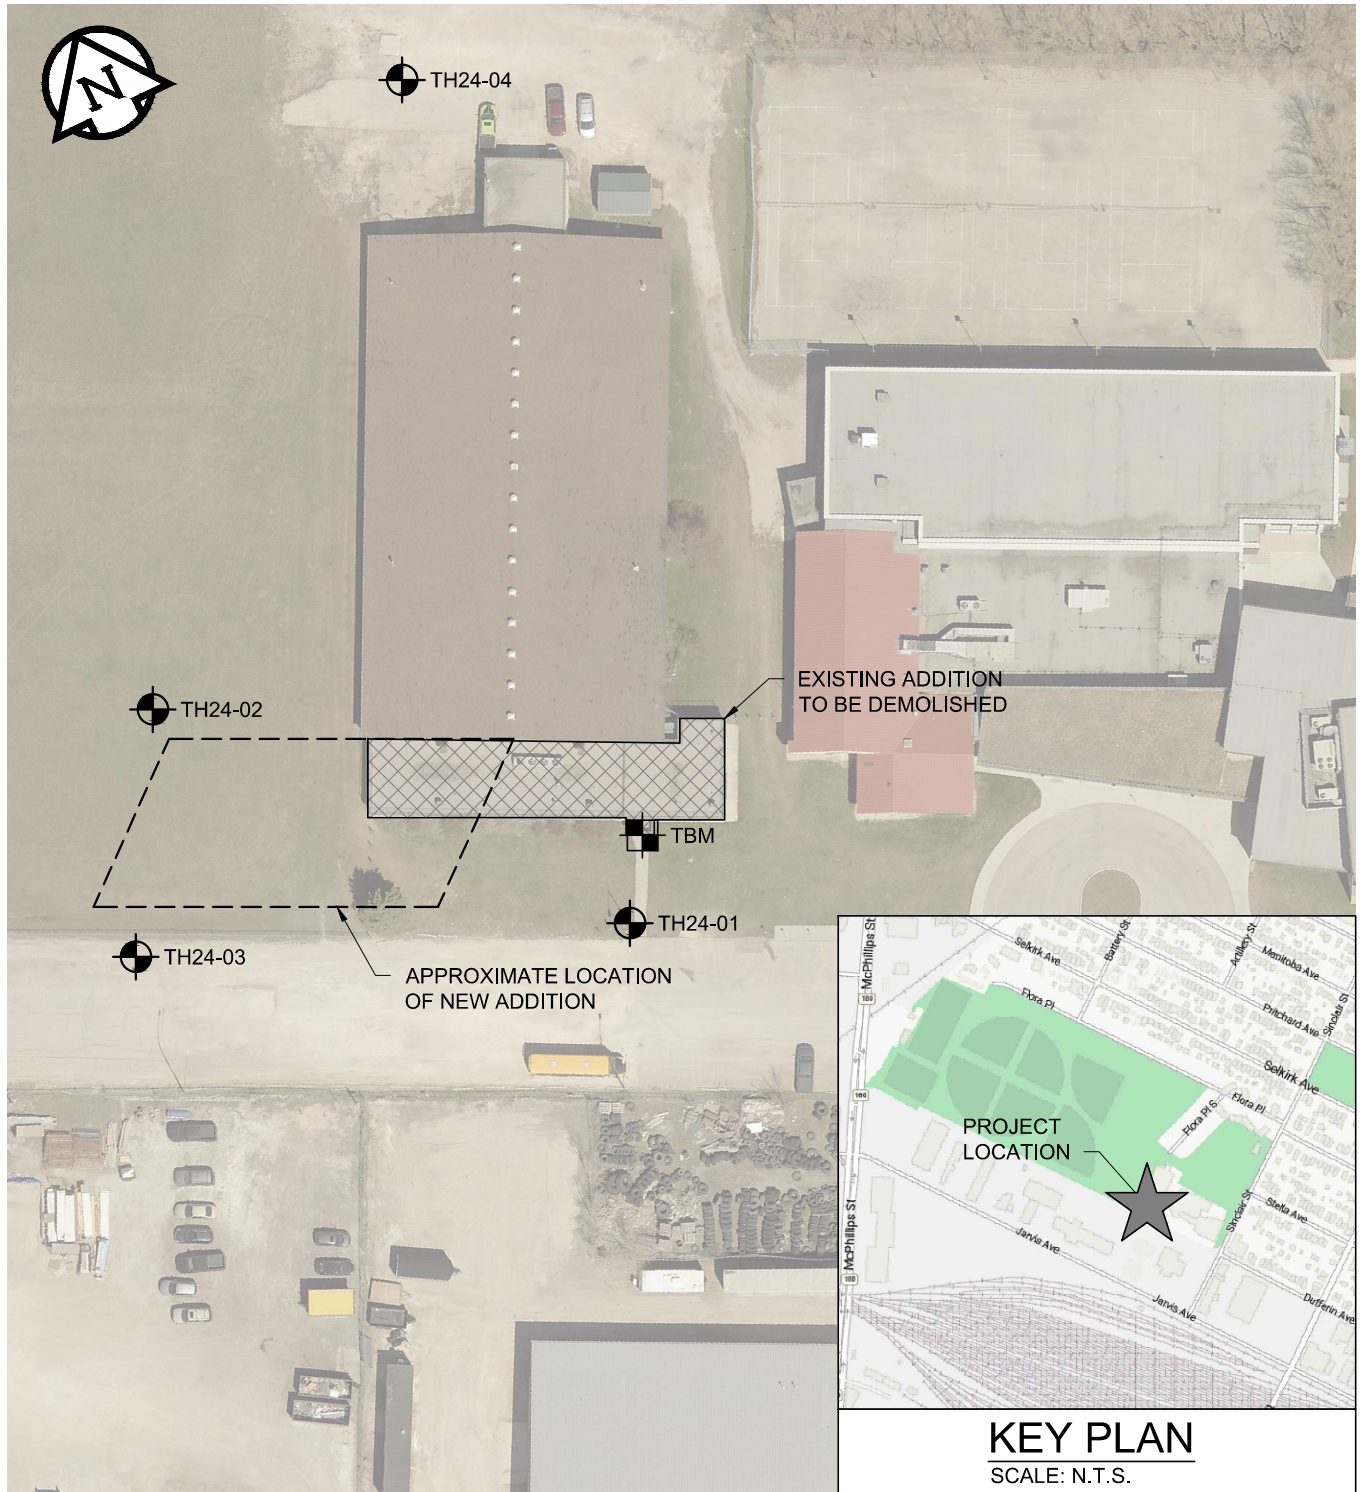 N
TH24-04
EXISTING ADDITION
TO BE DEMOLISHED
TH24-02
TBM
TH24-01
TH24-03
APPROXIMATE LOCATION
OF NEW ADDITION
McPhillips St
Selkirk Ave
Battery St
Artillery St
Manitoba Ave
180
Flora Pl
Pritchard Ave
Sinclair St
Selkirk Ave
180
Flora Pl
Flora Pl S
PROJECT
LOCATION
Sinclair St
Stella Ave
McPhillips St
Jarvis Ave
180
Jarvis Ave
Dufferin Ave
KEY PLAN
SCALE: N.T.S.